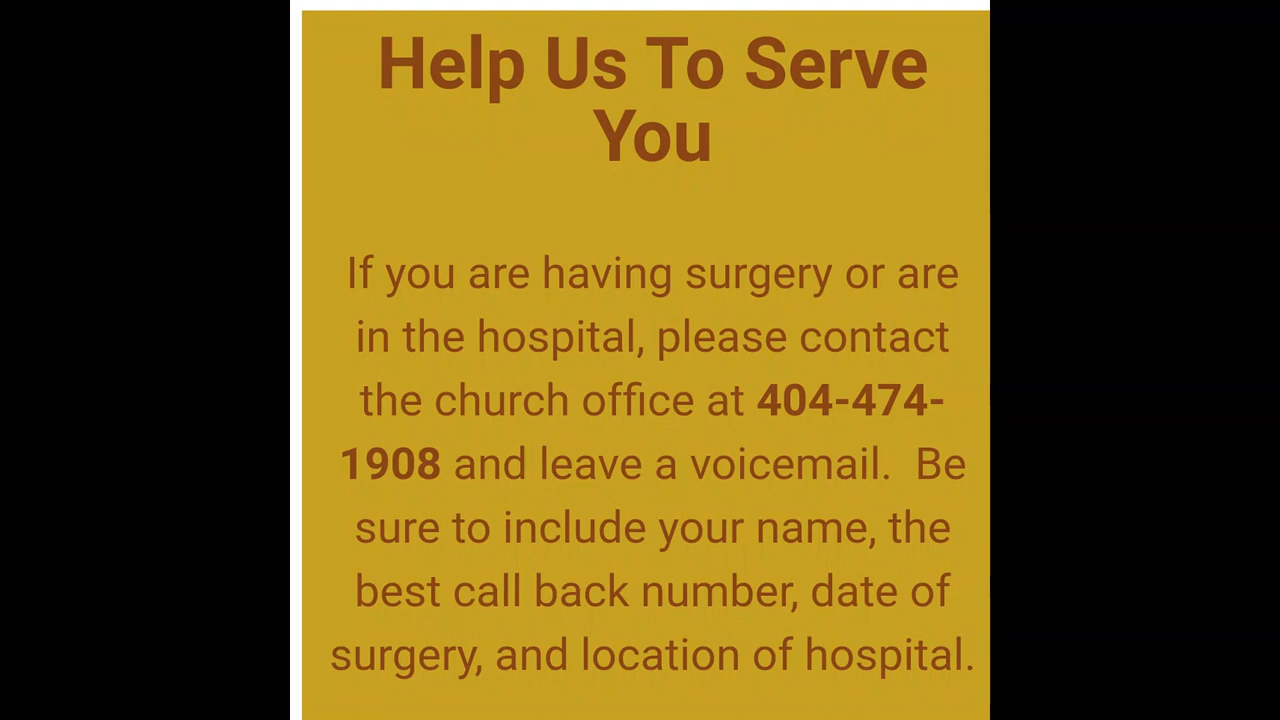 Help Us To Serve
You
If you are having surgery or are
in the hospital, please contact
the church office at 404-474-
1908 and leave a voicemail.  Be
sure to include your name, the
best call back number, date of
surgery, and location of hospital.